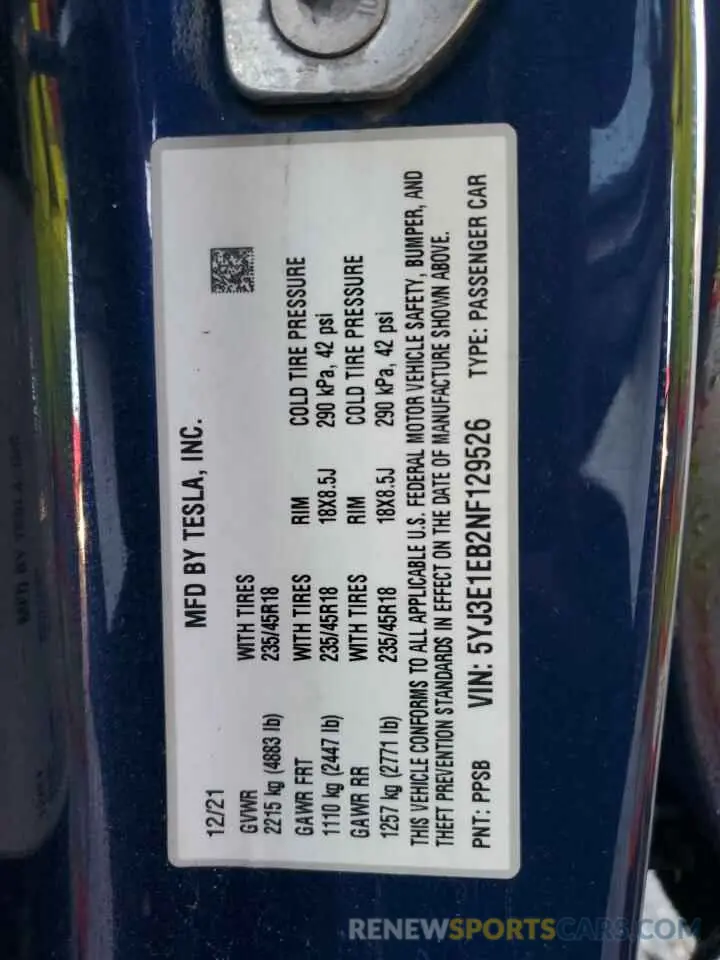 MFD BY TESLA, INC.
12/21
GVWR WITH TIRES
2215 kg (4883 lb) 235/45R18
GAWR FRT WITH TIRES RIM COLD TIRE PRESSURE
1110 kg (2447 lb) 235/45R18 18X8.5J 290 kPa, 42 psi
GAWR RR WITH TIRES RIM COLD TIRE PRESSURE
1257 kg (2771 lb) 235/45R18 18X8.5J 290 kPa, 42 psi
THIS VEHICLE CONFORMS TO ALL APPLICABLE U.S. FEDERAL MOTOR VEHICLE SAFETY, BUMPER, AND
THEFT PREVENTION STANDARDS IN EFFECT ON THE DATE OF MANUFACTURE SHOWN ABOVE.
PNT: PPSB VIN: 5YJ3E1EB2NF129526 TYPE: PASSENGER CAR
RENEWSPORTSCARS.COM